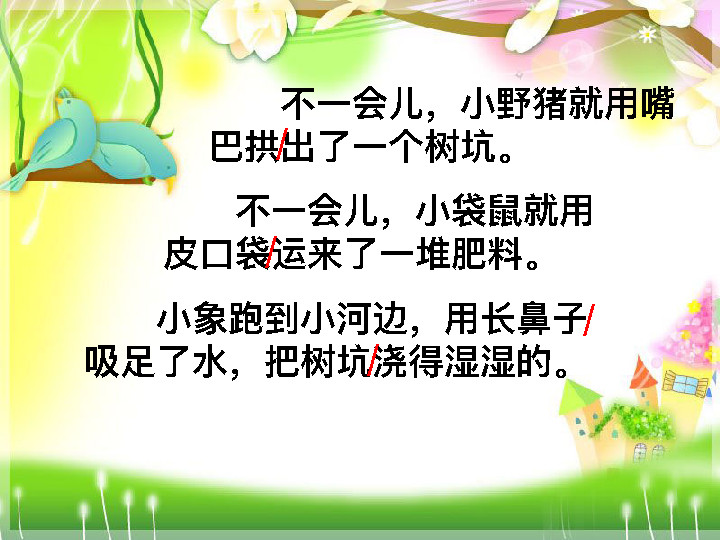 不一会儿，小野猪就用嘴
巴拱/出了一个树坑。
不一会儿，小袋鼠就用
皮口袋/运来了一堆肥料。
小象跑到小河边，用长鼻子/
吸足了水，把树坑/浇得湿湿的。